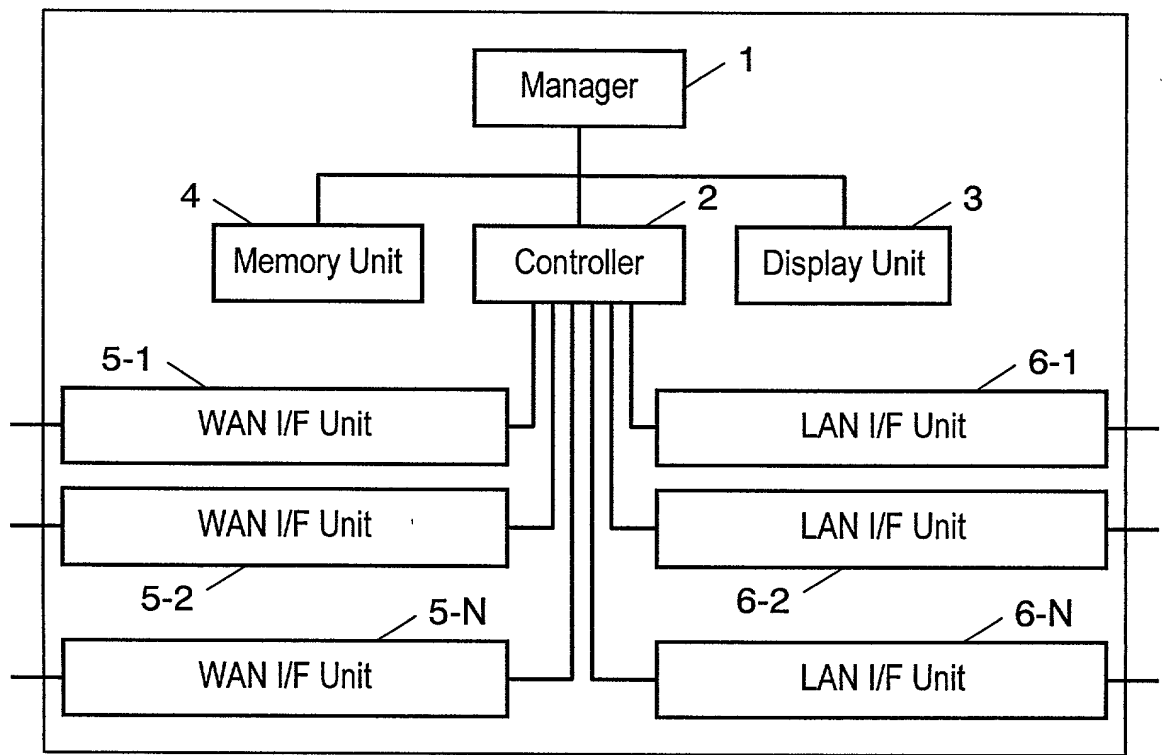 1
Manager
4
2
3
Memory Unit
Controller
Display Unit
5-1
6-1
WAN I/F Unit
LAN I/F Unit
WAN I/F Unit
LAN I/F Unit
5-2
6-2
5-N
6-N
WAN I/F Unit
LAN I/F Unit